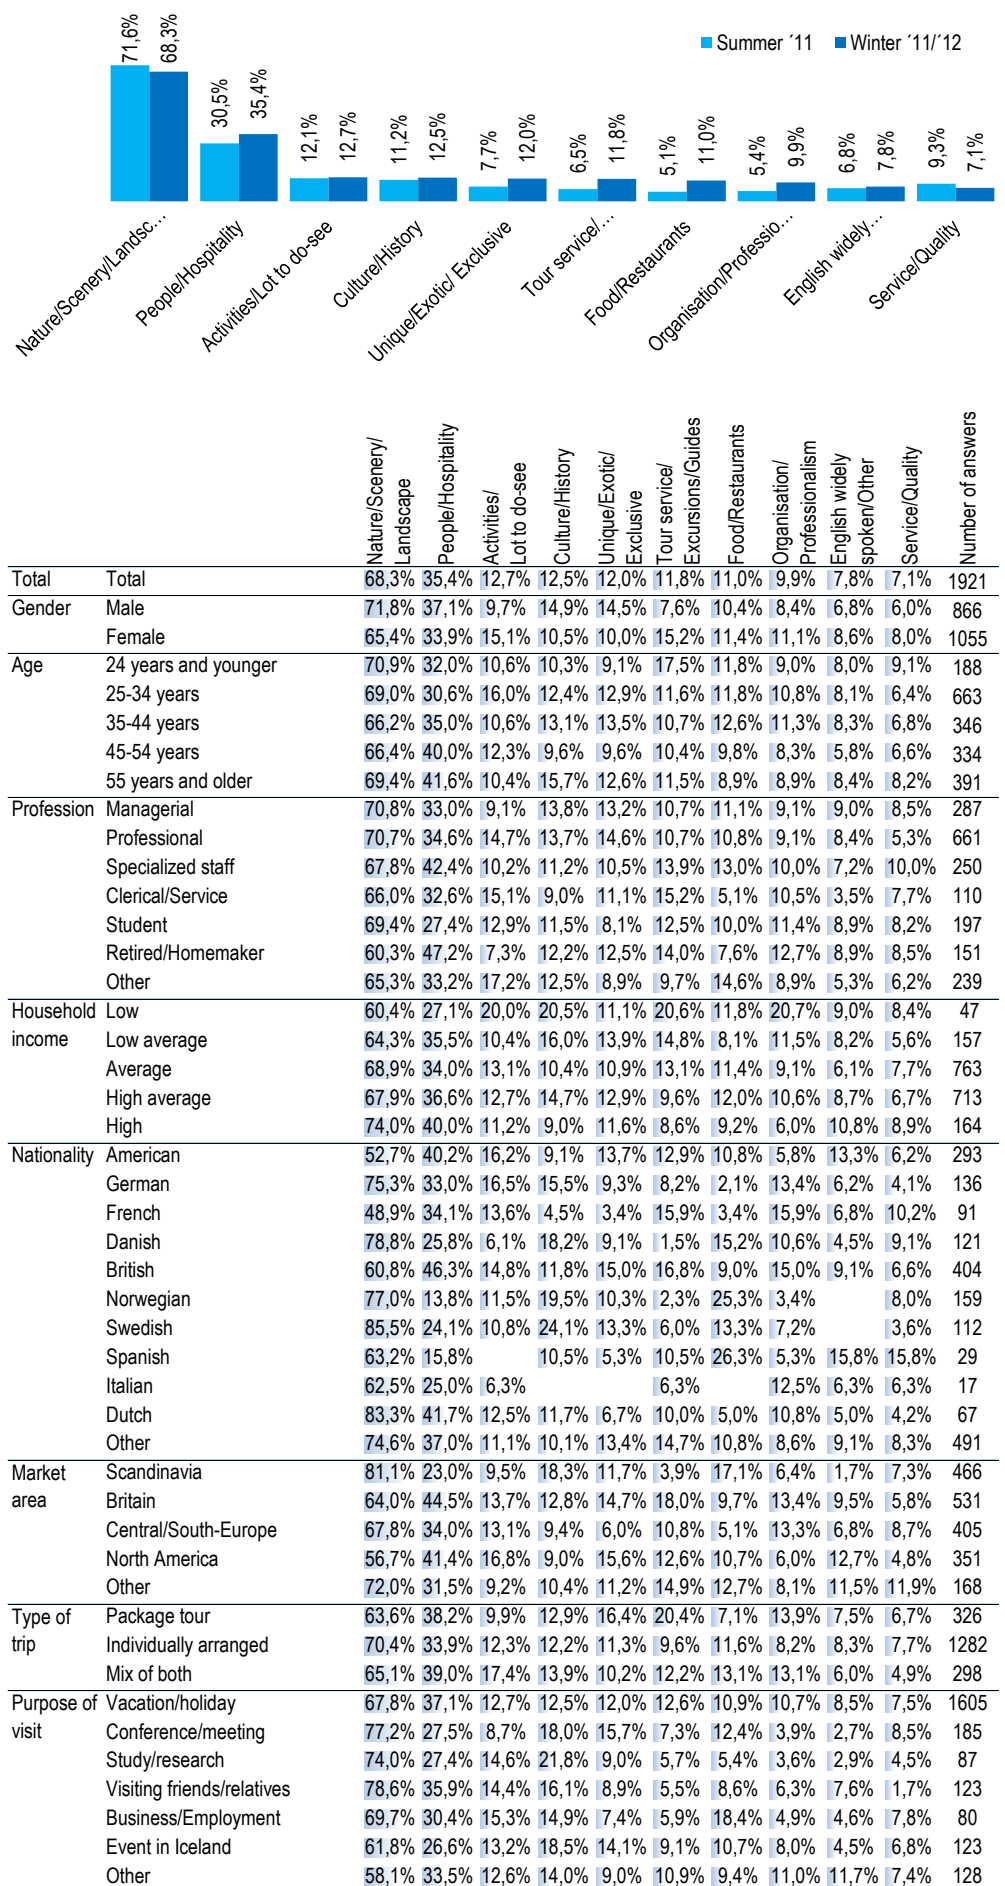 Summer ´11 Winter ´11/´12
71,6% 68,3% 30,5% 35,4% 12,1% 12,7% 11,2% 12,5% 7,7% 12,0% 6,5% 11,8% 5,1% 11,0% 5,4% 9,9% 6,8% 7,8% 9,3% 7,1%
Nature/Scenery/Landsc…
People/Hospitality
Activities/Lot to do-see
Culture/History
Unique/Exotic/ Exclusive
Tour service/…
Food/Restaurants
Organisation/Professio…
English widely…
Service/Quality
Nature/Scenery/
Landscape
People/Hospitality
Activities/
Lot to do-see
Culture/History
Unique/Exotic/
Exclusive
Tour service/
Excursions/Guides
Food/Restaurants
Organisation/
Professionalism
English widely
spoken/Other
Service/Quality
Number of answers
Total Total 68,3% 35,4% 12,7% 12,5% 12,0% 11,8% 11,0% 9,9% 7,8% 7,1% 1921
Gender Male 71,8% 37,1% 9,7% 14,9% 14,5% 7,6% 10,4% 8,4% 6,8% 6,0% 866
Female 65,4% 33,9% 15,1% 10,5% 10,0% 15,2% 11,4% 11,1% 8,6% 8,0% 1055
Age 24 years and younger 70,9% 32,0% 10,6% 10,3% 9,1% 17,5% 11,8% 9,0% 8,0% 9,1% 188
25-34 years 69,0% 30,6% 16,0% 12,4% 12,9% 11,6% 11,8% 10,8% 8,1% 6,4% 663
35-44 years 66,2% 35,0% 10,6% 13,1% 13,5% 10,7% 12,6% 11,3% 8,3% 6,8% 346
45-54 years 66,4% 40,0% 12,3% 9,6% 9,6% 10,4% 9,8% 8,3% 5,8% 6,6% 334
55 years and older 69,4% 41,6% 10,4% 15,7% 12,6% 11,5% 8,9% 8,9% 8,4% 8,2% 391
Profession Managerial 70,8% 33,0% 9,1% 13,8% 13,2% 10,7% 11,1% 9,1% 9,0% 8,5% 287
Professional 70,7% 34,6% 14,7% 13,7% 14,6% 10,7% 10,8% 9,1% 8,4% 5,3% 661
Specialized staff 67,8% 42,4% 10,2% 11,2% 10,5% 13,9% 13,0% 10,0% 7,2% 10,0% 250
Clerical/Service 66,0% 32,6% 15,1% 9,0% 11,1% 15,2% 5,1% 10,5% 3,5% 7,7% 110
Student 69,4% 27,4% 12,9% 11,5% 8,1% 12,5% 10,0% 11,4% 8,9% 8,2% 197
Retired/Homemaker 60,3% 47,2% 7,3% 12,2% 12,5% 14,0% 7,6% 12,7% 8,9% 8,5% 151
Other 65,3% 33,2% 17,2% 12,5% 8,9% 9,7% 14,6% 8,9% 5,3% 6,2% 239
Household Low 60,4% 27,1% 20,0% 20,5% 11,1% 20,6% 11,8% 20,7% 9,0% 8,4% 47
income Low average 64,3% 35,5% 10,4% 16,0% 13,9% 14,8% 8,1% 11,5% 8,2% 5,6% 157
Average 68,9% 34,0% 13,1% 10,4% 10,9% 13,1% 11,4% 9,1% 6,1% 7,7% 763
High average 67,9% 36,6% 12,7% 14,7% 12,9% 9,6% 12,0% 10,6% 8,7% 6,7% 713
High 74,0% 40,0% 11,2% 9,0% 11,6% 8,6% 9,2% 6,0% 10,8% 8,9% 164
Nationality American 52,7% 40,2% 16,2% 9,1% 13,7% 12,9% 10,8% 5,8% 13,3% 6,2% 293
German 75,3% 33,0% 16,5% 15,5% 9,3% 8,2% 2,1% 13,4% 6,2% 4,1% 136
French 48,9% 34,1% 13,6% 4,5% 3,4% 15,9% 3,4% 15,9% 6,8% 10,2% 91
Danish 78,8% 25,8% 6,1% 18,2% 9,1% 1,5% 15,2% 10,6% 4,5% 9,1% 121
British 60,8% 46,3% 14,8% 11,8% 15,0% 16,8% 9,0% 15,0% 9,1% 6,6% 404
Norwegian 77,0% 13,8% 11,5% 19,5% 10,3% 2,3% 25,3% 3,4% 8,0% 159
Swedish 85,5% 24,1% 10,8% 24,1% 13,3% 6,0% 13,3% 7,2% 3,6% 112
Spanish 63,2% 15,8% 10,5% 5,3% 10,5% 26,3% 5,3% 15,8% 15,8% 29
Italian 62,5% 25,0% 6,3% 6,3% 12,5% 6,3% 6,3% 17
Dutch 83,3% 41,7% 12,5% 11,7% 6,7% 10,0% 5,0% 10,8% 5,0% 4,2% 67
Other 74,6% 37,0% 11,1% 10,1% 13,4% 14,7% 10,8% 8,6% 9,1% 8,3% 491
Market Scandinavia 81,1% 23,0% 9,5% 18,3% 11,7% 3,9% 17,1% 6,4% 1,7% 7,3% 466
area Britain 64,0% 44,5% 13,7% 12,8% 14,7% 18,0% 9,7% 13,4% 9,5% 5,8% 531
Central/South-Europe 67,8% 34,0% 13,1% 9,4% 6,0% 10,8% 5,1% 13,3% 6,8% 8,7% 405
North America 56,7% 41,4% 16,8% 9,0% 15,6% 12,6% 10,7% 6,0% 12,7% 4,8% 351
Other 72,0% 31,5% 9,2% 10,4% 11,2% 14,9% 12,7% 8,1% 11,5% 11,9% 168
Type of Package tour 63,6% 38,2% 9,9% 12,9% 16,4% 20,4% 7,1% 13,9% 7,5% 6,7% 326
trip Individually arranged 70,4% 33,9% 12,3% 12,2% 11,3% 9,6% 11,6% 8,2% 8,3% 7,7% 1282
Mix of both 65,1% 39,0% 17,4% 13,9% 10,2% 12,2% 13,1% 13,1% 6,0% 4,9% 298
Purpose of Vacation/holiday 67,8% 37,1% 12,7% 12,5% 12,0% 12,6% 10,9% 10,7% 8,5% 7,5% 1605
visit Conference/meeting 77,2% 27,5% 8,7% 18,0% 15,7% 7,3% 12,4% 3,9% 2,7% 8,5% 185
Study/research 74,0% 27,4% 14,6% 21,8% 9,0% 5,7% 5,4% 3,6% 2,9% 4,5% 87
Visiting friends/relatives 78,6% 35,9% 14,4% 16,1% 8,9% 5,5% 8,6% 6,3% 7,6% 1,7% 123
Business/Employment 69,7% 30,4% 15,3% 14,9% 7,4% 5,9% 18,4% 4,9% 4,6% 7,8% 80
Event in Iceland 61,8% 26,6% 13,2% 18,5% 14,1% 9,1% 10,7% 8,0% 4,5% 6,8% 123
Other 58,1% 33,5% 12,6% 14,0% 9,0% 10,9% 9,4% 11,0% 11,7% 7,4% 128